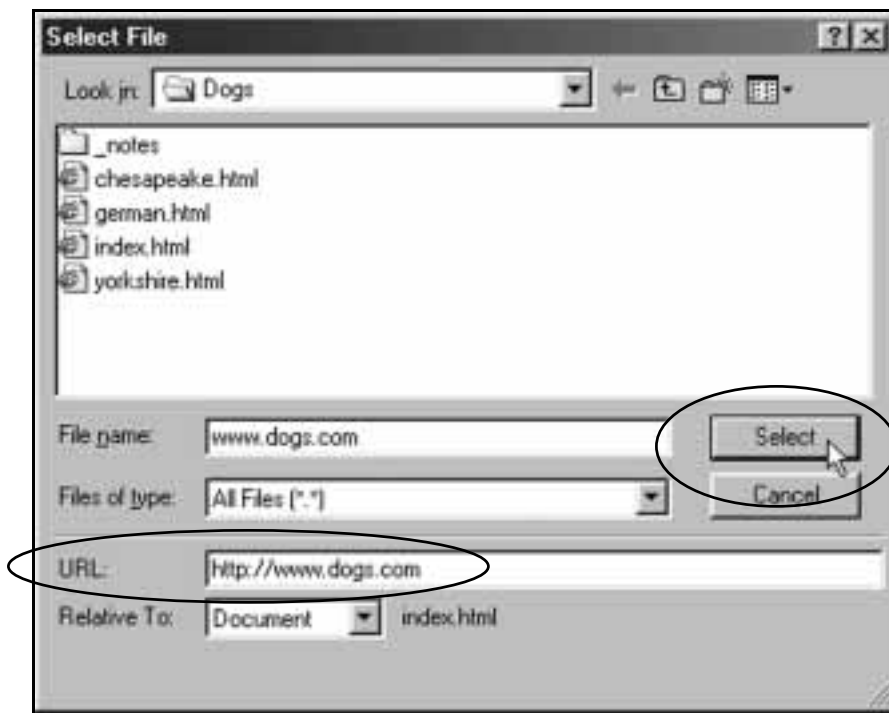 Select File
Look in: Dogs
_notes
chesapeake.html
german.html
index.html
yorkshire.html
File name: www.dogs.com Select
Files of type: All Files (*.*) Cancel
URL: http://www.dogs.com
Relative To: Document index.html